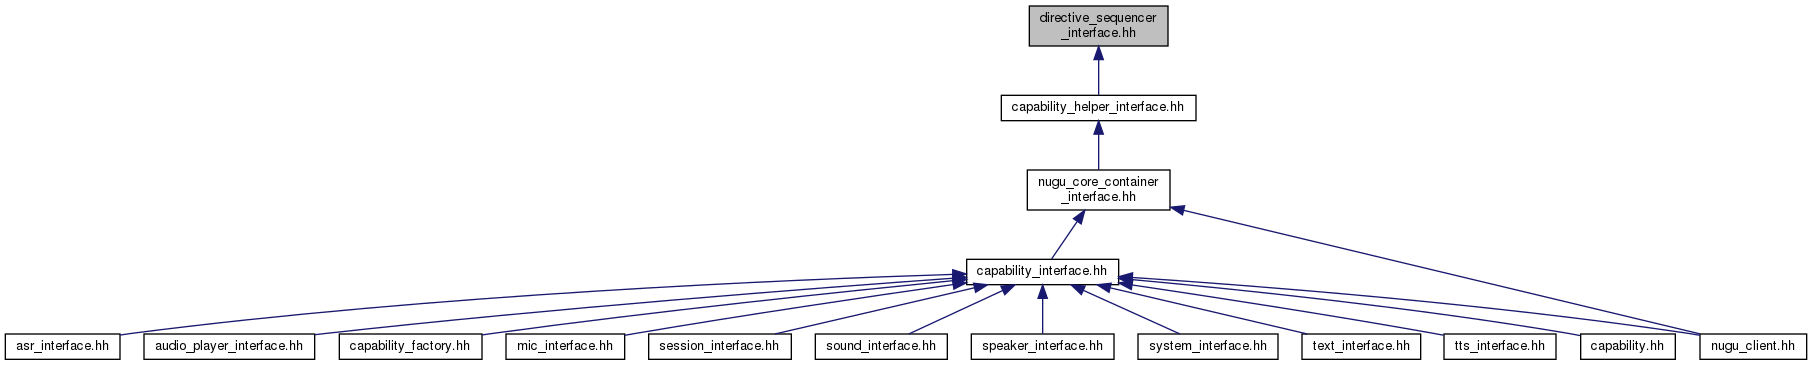 directive_sequencer
_interface.hh
capability_helper_interface.hh
nugu_core_container
_interface.hh
capability_interface.hh
asr_interface.hh
audio_player_interface.hh
capability_factory.hh
mic_interface.hh
session_interface.hh
sound_interface.hh
speaker_interface.hh
system_interface.hh
text_interface.hh
tts_interface.hh
capability.hh
nugu_client.hh